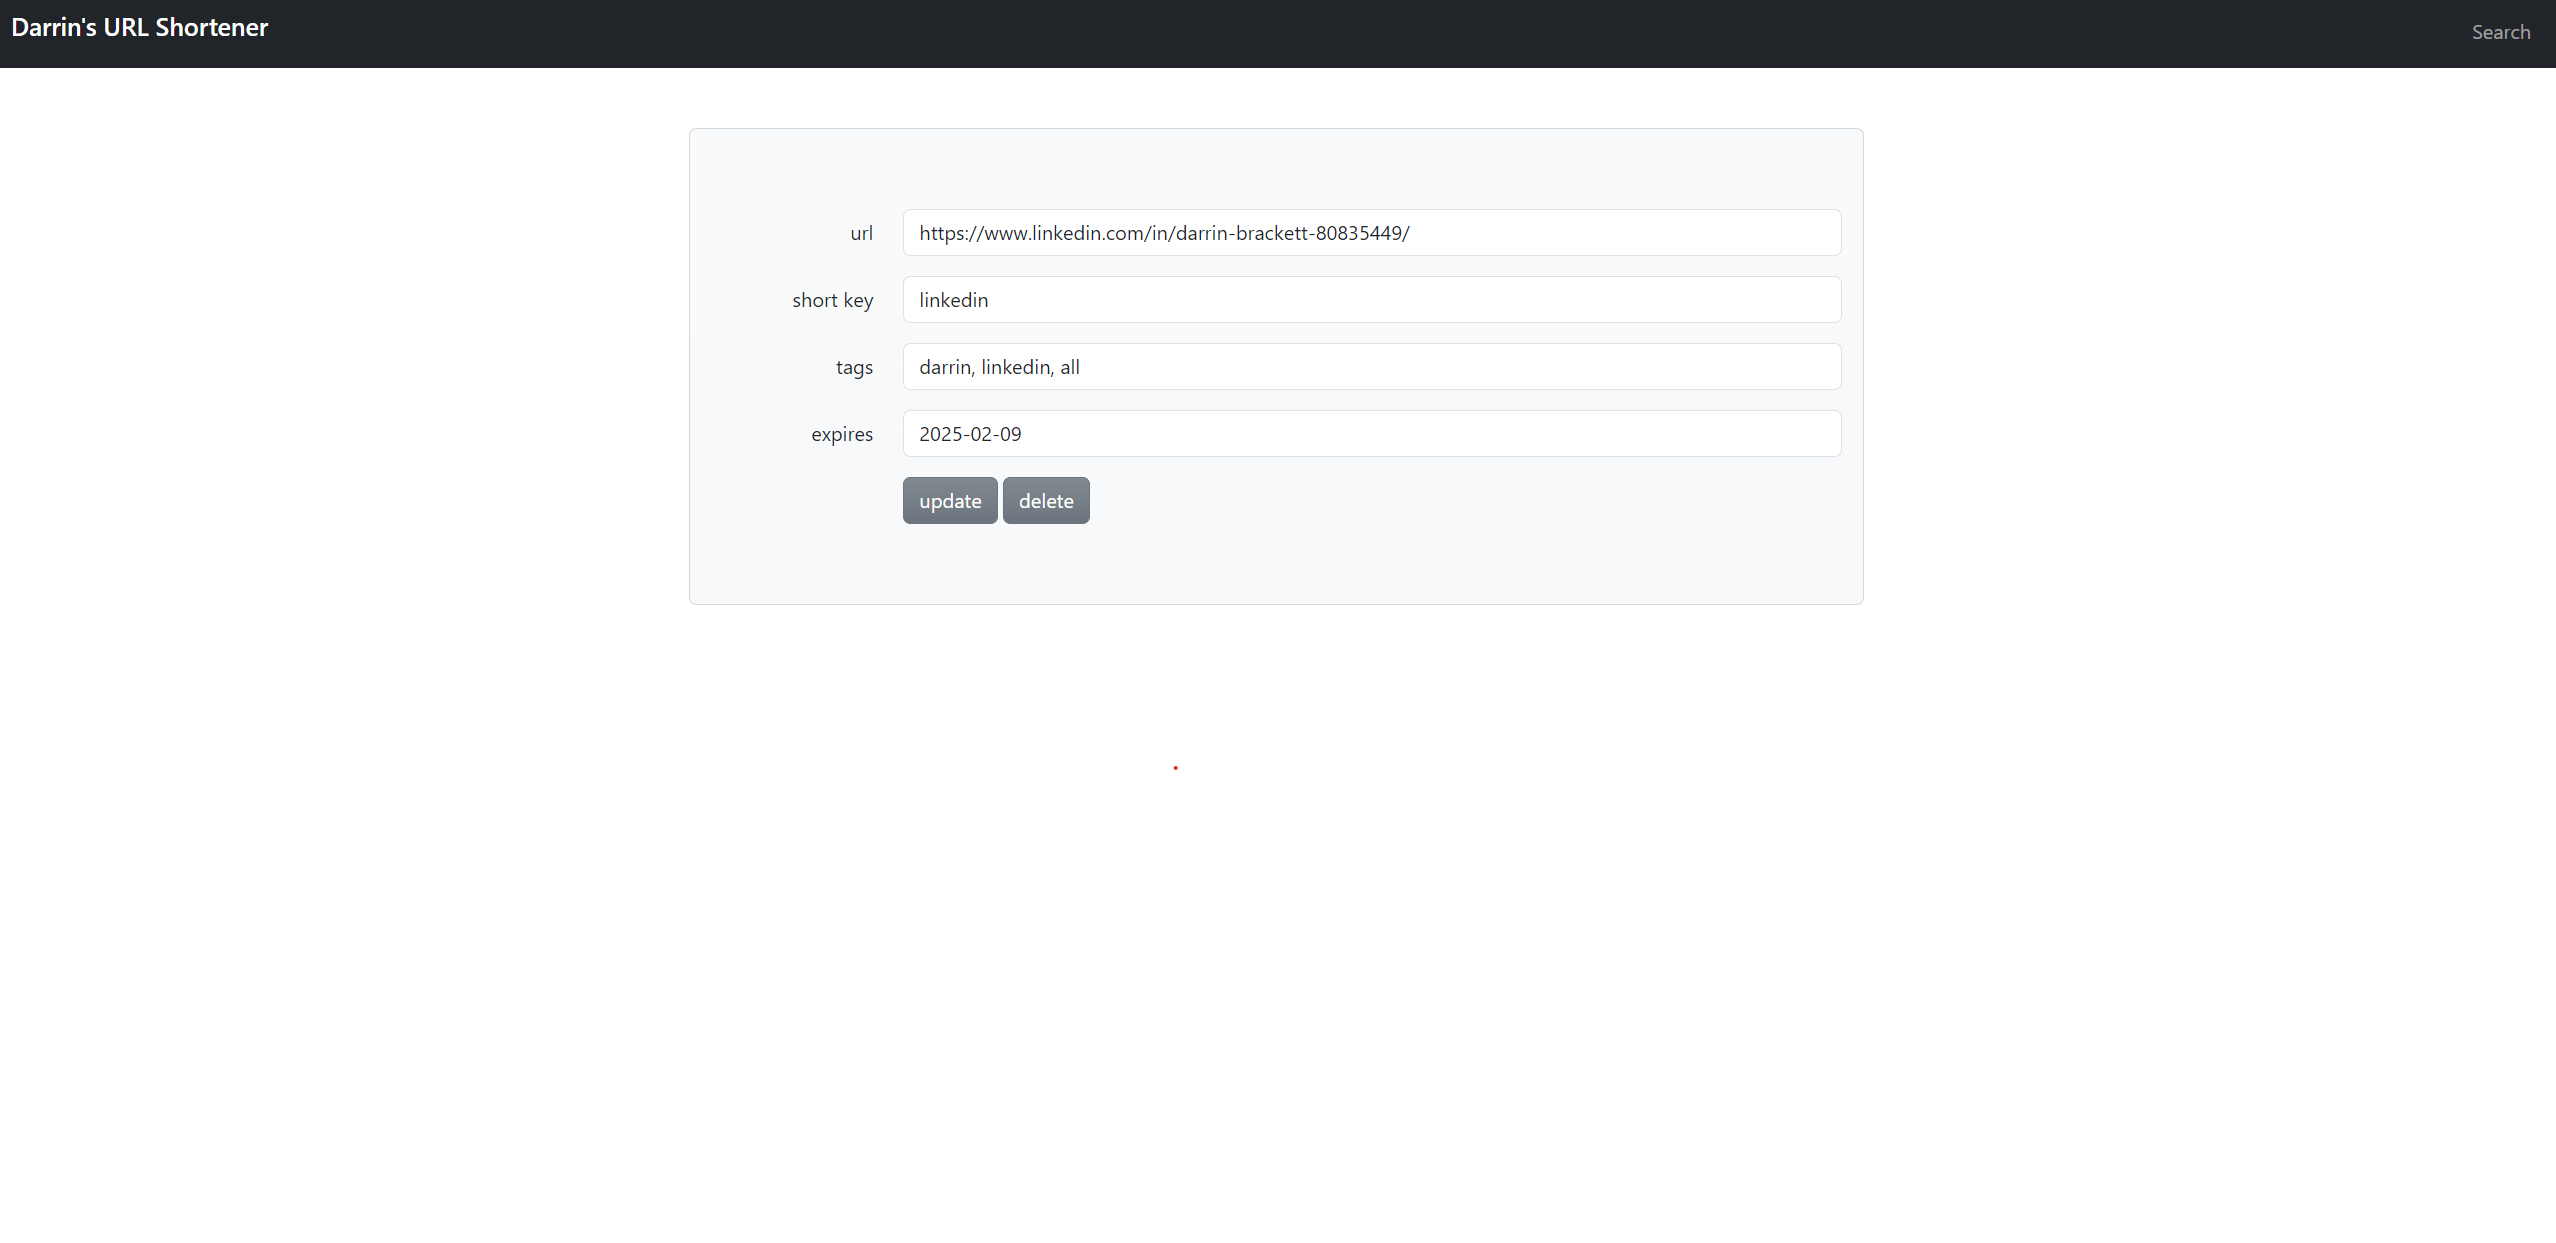 Darrin's URL Shortener
Search
url
https://www.linkedin.com/in/darrin-brackett-80835449/
short key
linkedin
tags
darrin, linkedin, all
expires
2025-02-09
update delete